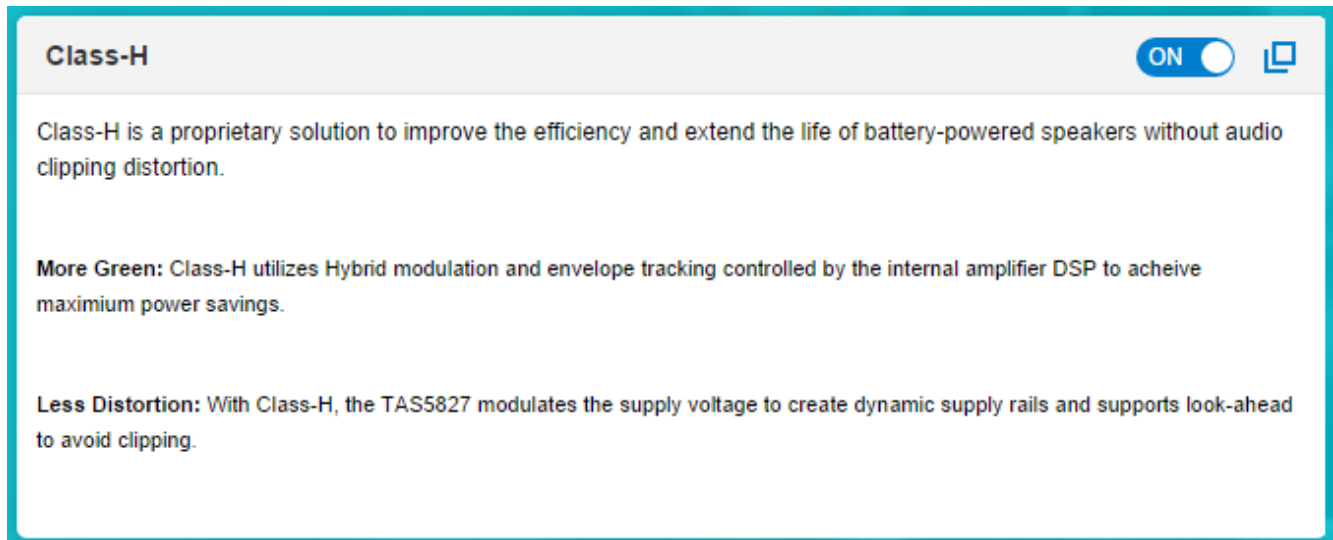 Class-H
ON
Class-H is a proprietary solution to improve the efficiency and extend the life of battery-powered speakers without audio
clipping distortion.
More Green: Class-H utilizes Hybrid modulation and envelope tracking controlled by the internal amplifier DSP to acheive
maximium power savings.
Less Distortion: With Class-H, the TAS5827 modulates the supply voltage to create dynamic supply rails and supports look-ahead
to avoid clipping.